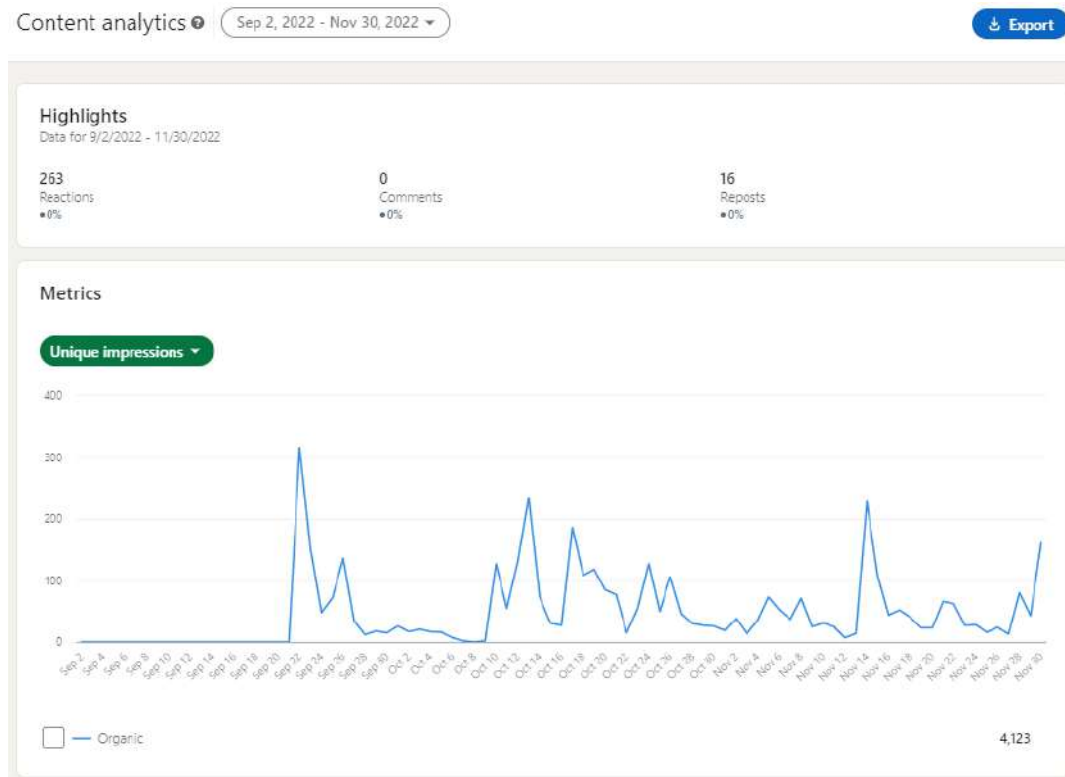 Content analytics
Sep 2, 2022 - Nov 30, 2022
Export
Highlights
Data for 9/2/2022 - 11/30/2022
263
Reactions
0%
0
Comments
0%
16
Reposts
0%
Metrics
Unique impressions
400
300
200
100
0
Sep 2
Sep 4
Sep 6
Sep 8
Sep 10
Sep 12
Sep 14
Sep 16
Sep 18
Sep 20
Sep 22
Sep 24
Sep 26
Sep 28
Sep 30
Oct 2
Oct 4
Oct 6
Oct 8
Oct 10
Oct 12
Oct 14
Oct 16
Oct 18
Oct 20
Oct 22
Oct 24
Oct 26
Oct 28
Oct 30
Nov 2
Nov 4
Nov 6
Nov 8
Nov 10
Nov 12
Nov 14
Nov 16
Nov 18
Nov 20
Nov 22
Nov 24
Nov 26
Nov 28
Nov 30
Organic
4,123